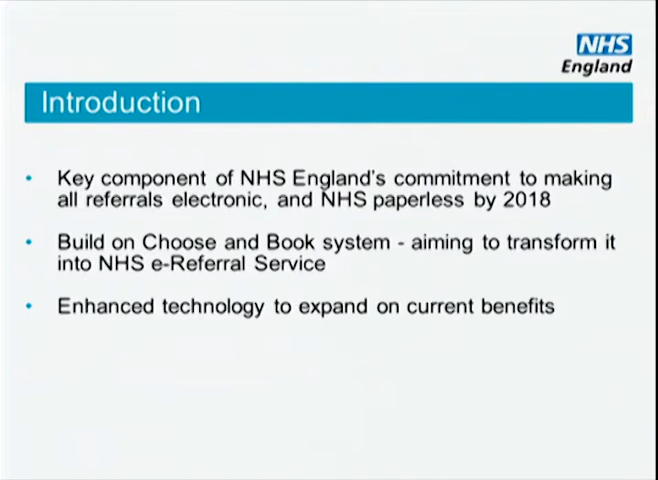 NHS
England
Introduction
• Key component of NHS England's commitment to making
all referrals electronic, and NHS paperless by 2018
• Build on Choose and Book system - aiming to transform it
into NHS e-Referral Service
• Enhanced technology to expand on current benefits